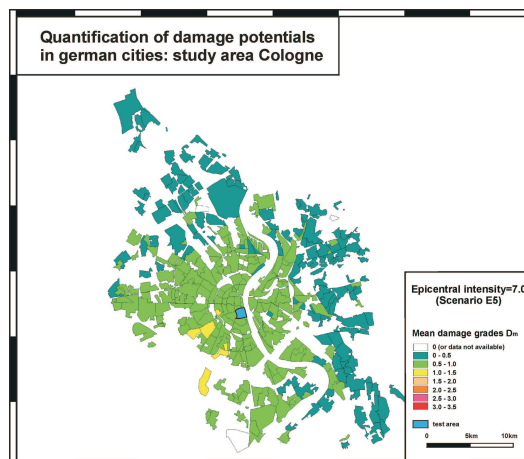 Quantification of damage potentials
in german cities: study area Cologne
Epicentral intensity=7.0
(Scenario E5)
Mean damage grades Dm
0 (or data not available)
0 - 0.5
0.5 - 1.0
1.0 - 1.5
1.5 - 2.0
2.0 - 2.5
2.5 - 3.0
3.0 - 3.5
test area
0 5km 10km